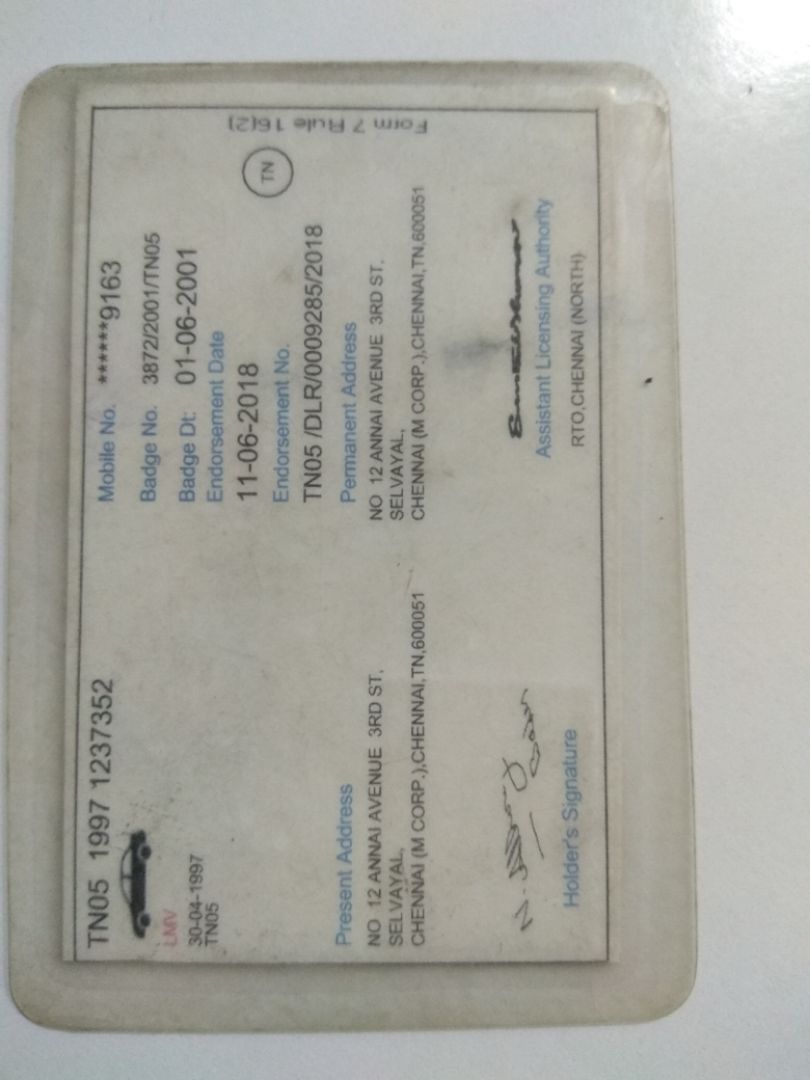 TN05 1997 1237352
LMV
30-04-1997
TN05
Mobile No. ******9163
Badge No. 3872/2001/TN05
Badge Dt: 01-06-2001
Endorsement Date
11-06-2018
Endorsement No.
TN05 /DLR/0009285/2018
Form 7 Rule 16(2)
TN
Present Address
NO 12 ANNAI AVENUE 3RD ST.
SELVAYAL,
CHENNAI (M CORP.),CHENNAI,TN,600051
Permanent Address
NO 12 ANNAI AVENUE 3RD ST.
SELVAYAL,
CHENNAI (M CORP.),CHENNAI,TN,600051
Holder's Signature
Assistant Licensing Authority
RTO,CHENNAI (NORTH)